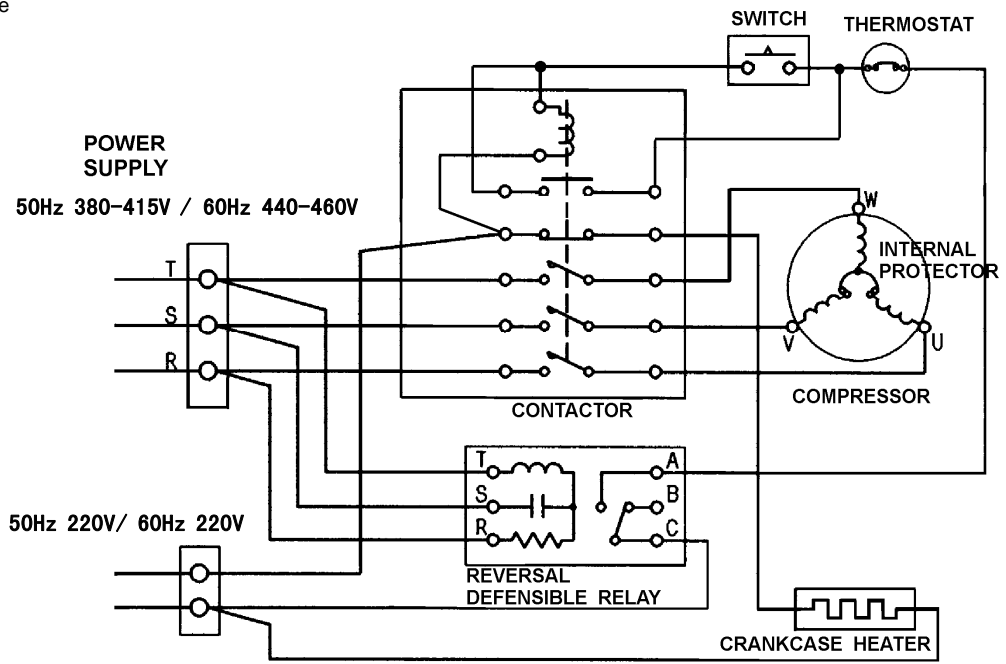 e
SWITCH
THERMOSTAT
POWER
SUPPLY
50Hz 380-415V / 60Hz 440-460V
W
INTERNAL
PROTECTOR
T
S
V
U
R
COMPRESSOR
CONTACTOR
T
A
S
B
50Hz 220V/ 60Hz 220V
R
C
REVERSAL
DEFENSIBLE RELAY
CRANKCASE HEATER